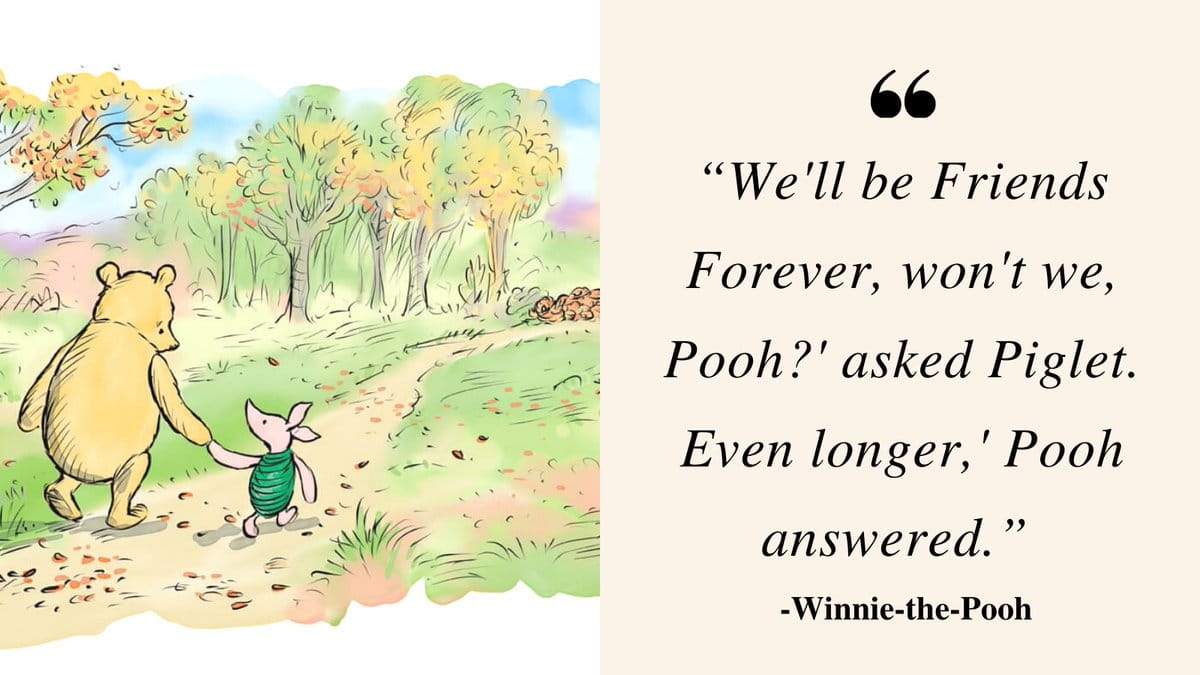 ❝
“We'll be Friends
Forever, won't we,
Pooh?' asked Piglet.
Even longer,' Pooh
answered.”
-Winnie-the-Pooh